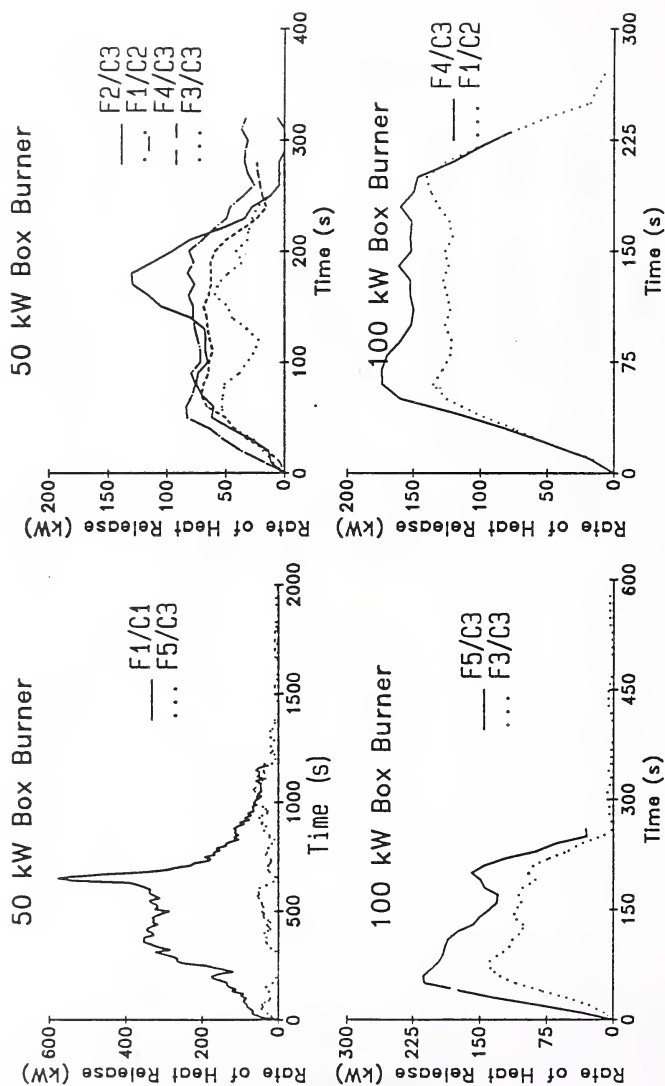 50 kW Box Burner
F1/C1
F5/C3
Rate of Heat Release (kW)
600
400
200
0
0
500
1000
1500
2000
Time (s)
50 kW Box Burner
F2/C3
F1/C2
F4/C3
F3/C3
Rate of Heat Release (kW)
200
150
100
50
0
0
100
200
300
400
Time (s)
100 kW Box Burner
F5/C3
F3/C3
Rate of Heat Release (kW)
300
225
150
75
0
0
150
300
450
600
Time (s)
100 kW Box Burner
F4/C3
F1/C2
Rate of Heat Release (kW)
200
150
100
50
0
0
75
150
225
300
Time (s)